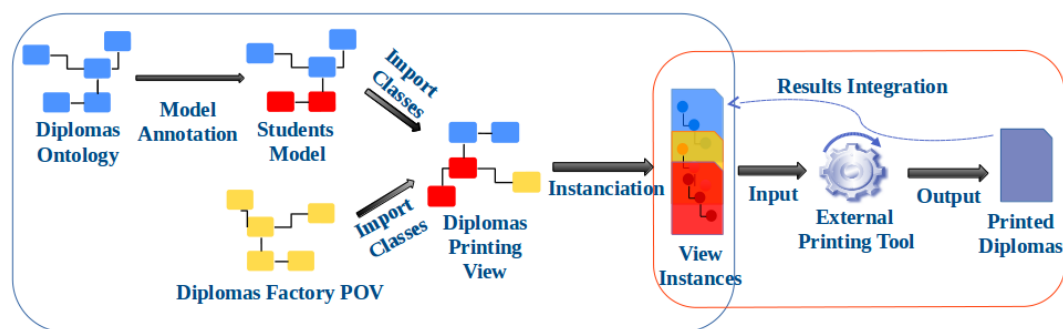 Diplomas
Ontology
Model
Annotation
Students
Model
Import
Classes
Diplomas Factory POV
Import
Classes
Diplomas
Printing
View
Instanciation
View
Instances
Results Integration
Input
External
Printing Tool
Output
Printed
Diplomas